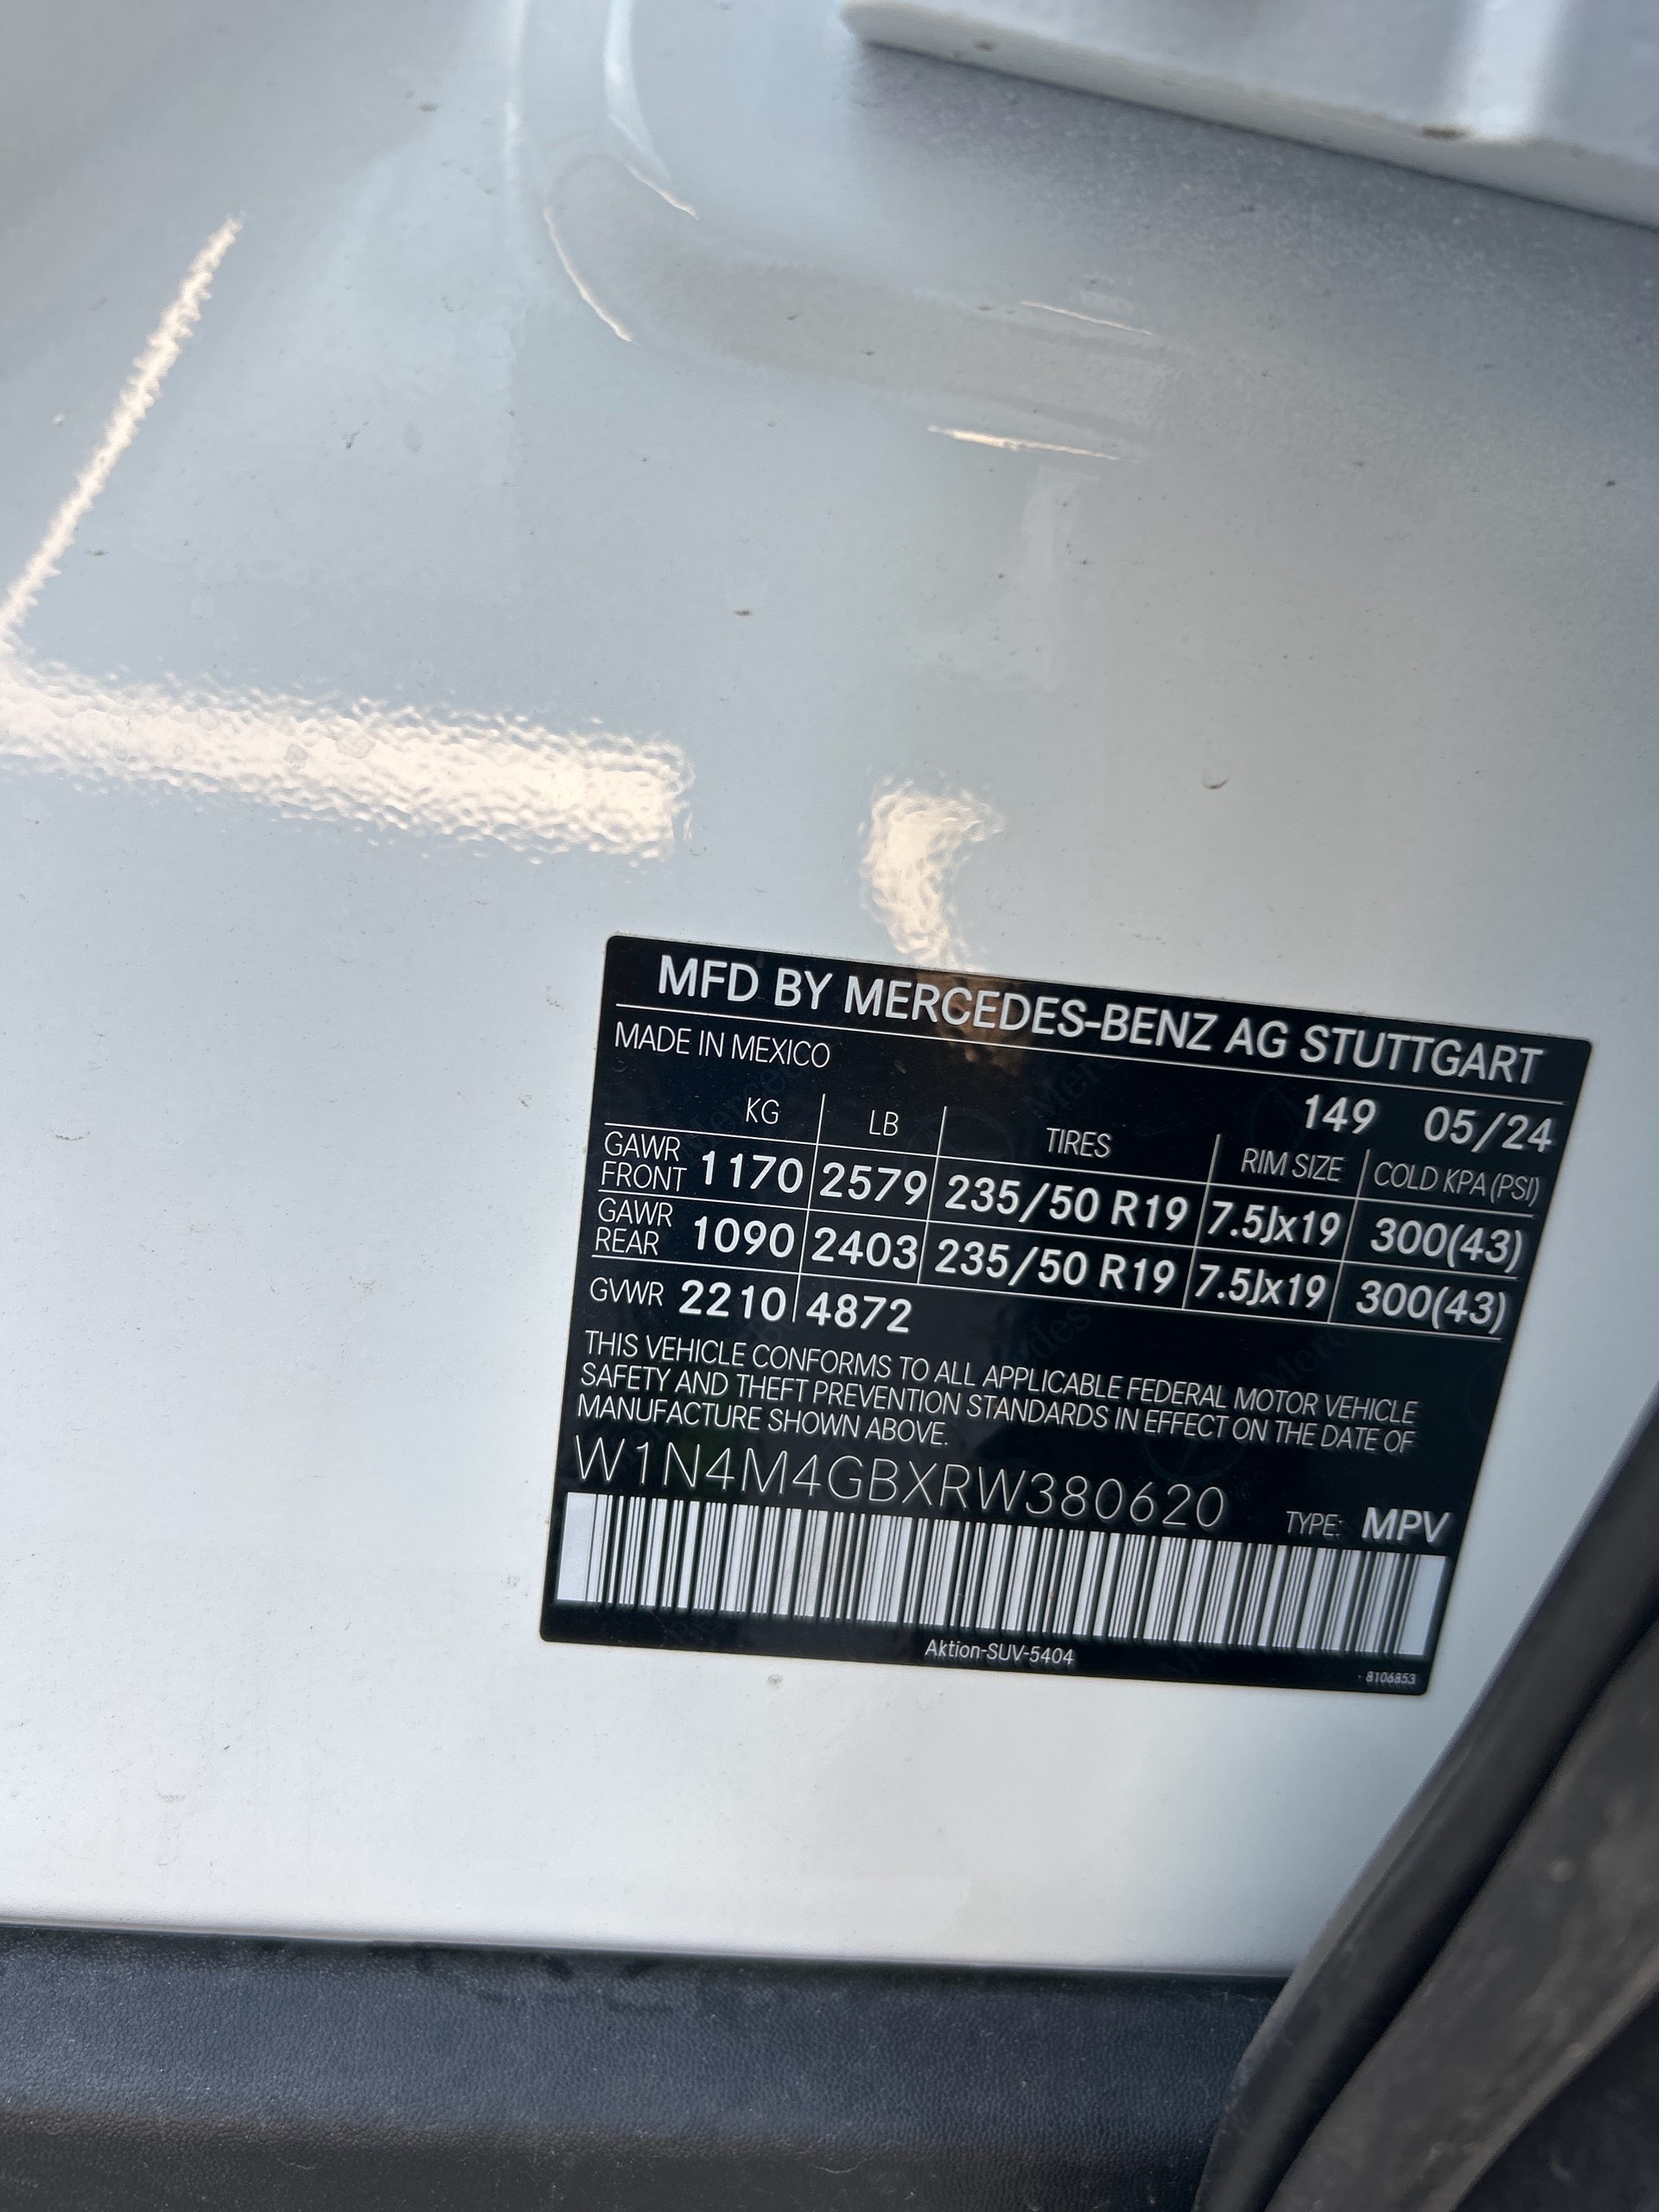 MFD BY MERCEDES-BENZ AG STUTTGART
MADE IN MEXICO
149 05/24
KG LB TIRES RIM SIZE COLD KPA (PSI)
GAWR FRONT 1170 2579 235/50 R19 7.5Jx19 300(43)
GAWR REAR 1090 2403 235/50 R19 7.5Jx19 300(43)
GVWR 2210 4872
THIS VEHICLE CONFORMS TO ALL APPLICABLE FEDERAL MOTOR VEHICLE
SAFETY AND THEFT PREVENTION STANDARDS IN EFFECT ON THE DATE OF
MANUFACTURE SHOWN ABOVE.
W1N4M4GBXRW380620 TYPE: MPV
Aktion-SUV-5404
8106853